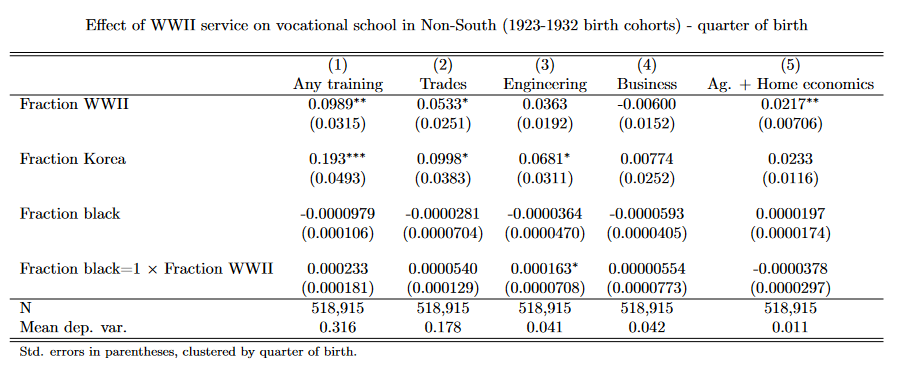 Effect of WWII service on vocational school in Non-South (1923-1932 birth cohorts) - quarter of birth
(1) (2) (3) (4) (5)
Any training Trades Engineering Business Ag. + Home economics
Fraction WWII 0.0989** 0.0533* 0.0363 -0.00600 0.0217**
(0.0315) (0.0251) (0.0192) (0.0152) (0.00706)
Fraction Korea 0.193*** 0.0998* 0.0681* 0.00774 0.0233
(0.0493) (0.0383) (0.0311) (0.0252) (0.0116)
Fraction black -0.0000979 -0.0000281 -0.0000364 -0.0000593 0.0000197
(0.000106) (0.0000704) (0.0000470) (0.0000405) (0.0000174)
Fraction black=1 × Fraction WWII 0.000233 0.0000540 0.000163* 0.00000554 -0.0000378
(0.000181) (0.000129) (0.0000708) (0.0000773) (0.0000297)
N 518,915 518,915 518,915 518,915 518,915
Mean dep. var. 0.316 0.178 0.041 0.042 0.011
Std. errors in parentheses, clustered by quarter of birth.